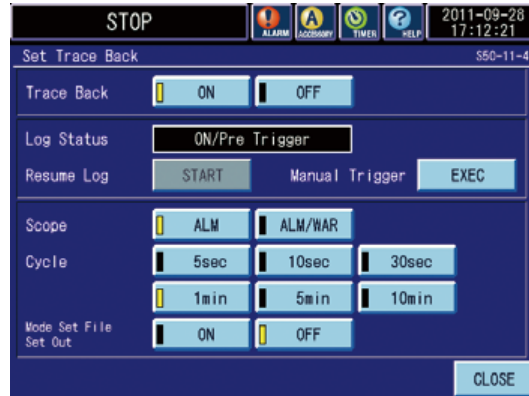 STOP
ALARM
ACCESSORY
TIMER
HELP
2011-09-28
17:12:21
Set Trace Back
S50-11-4
Trace Back ON OFF
Log Status ON/Pre Trigger
Resume Log START Manual Trigger EXEC
Scope ALM ALM/WAR
Cycle 5sec 10sec 30sec
1min 5min 10min
Mode Set File
Set Out
ON OFF
CLOSE